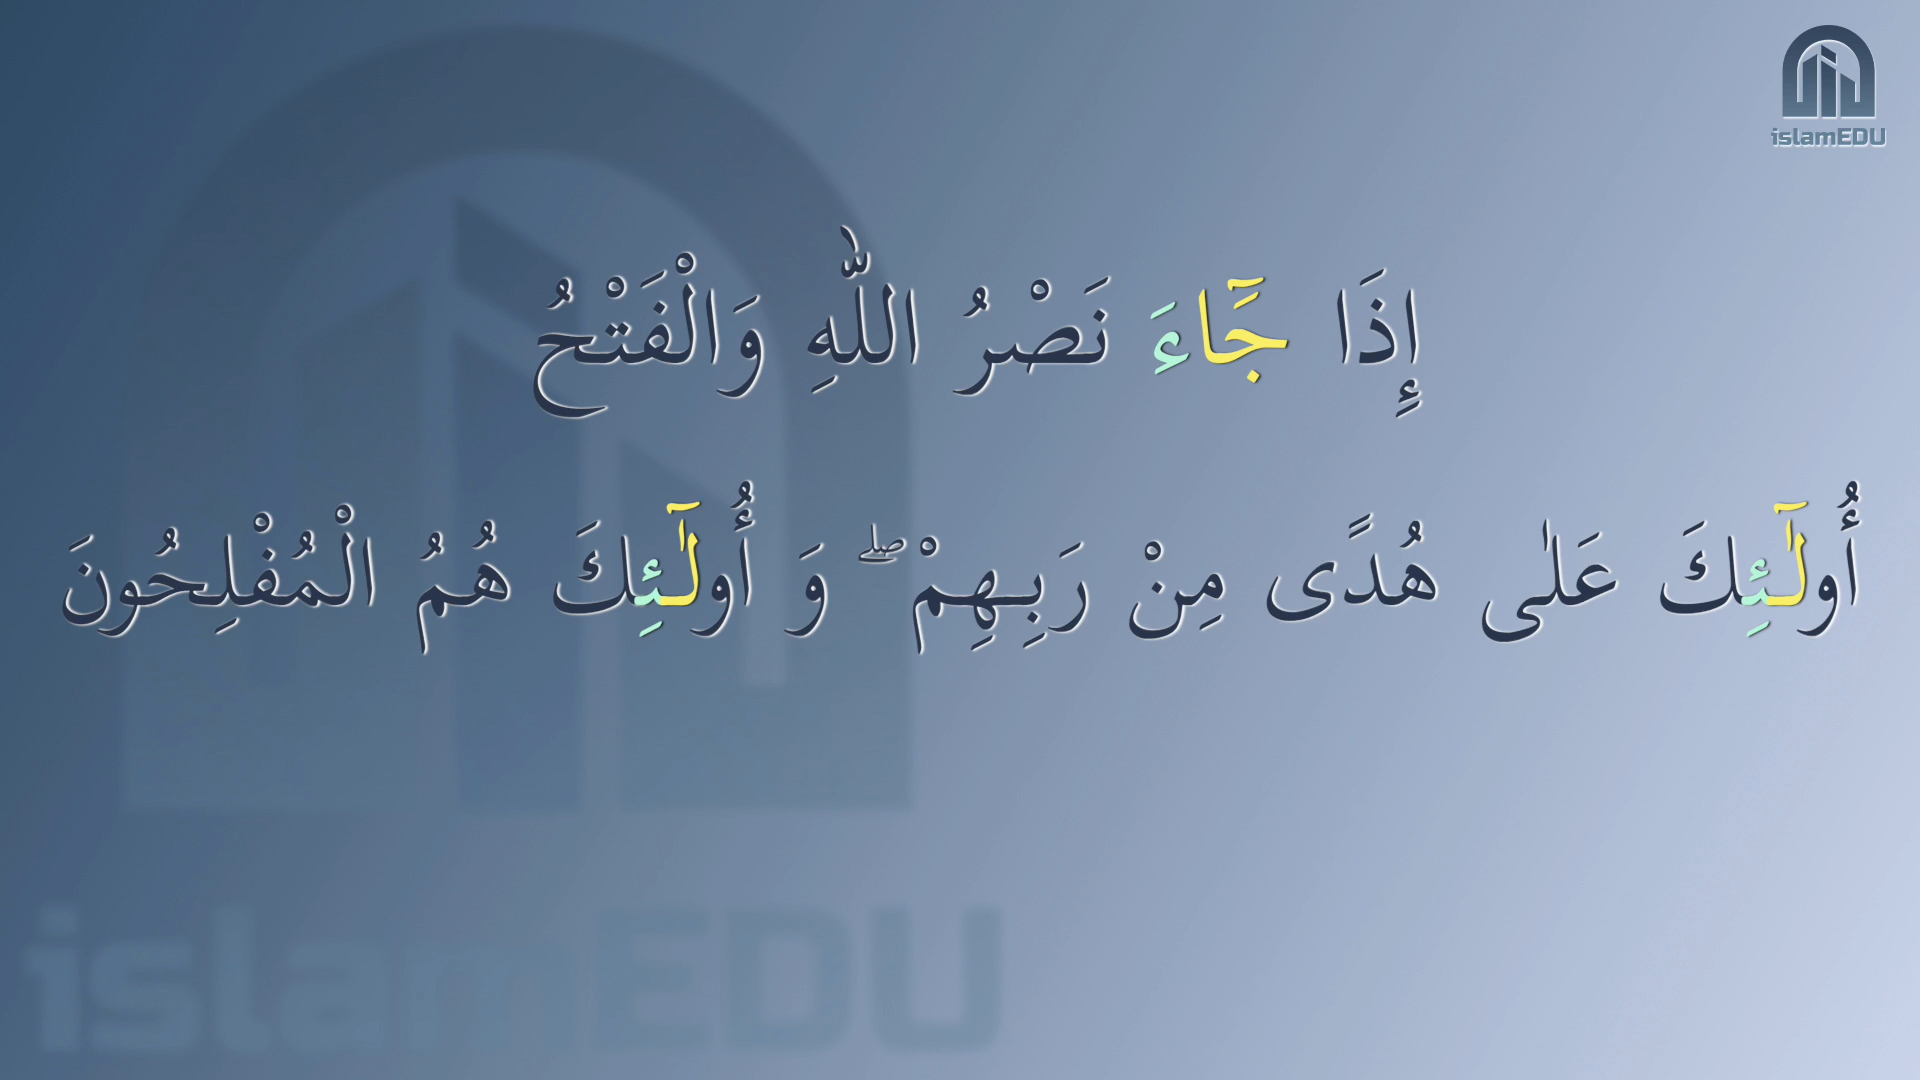 islamEDU
إِذَا جَآءَ نَصْرُ اللّٰهِ وَالْفَتْحُ
أُولٰٓئِكَ عَلٰى هُدًى مِنْ رَبِهِمْ ۖ وَ أُولٰٓئِكَ هُمُ الْمُفْلِحُونَ
islamEDU